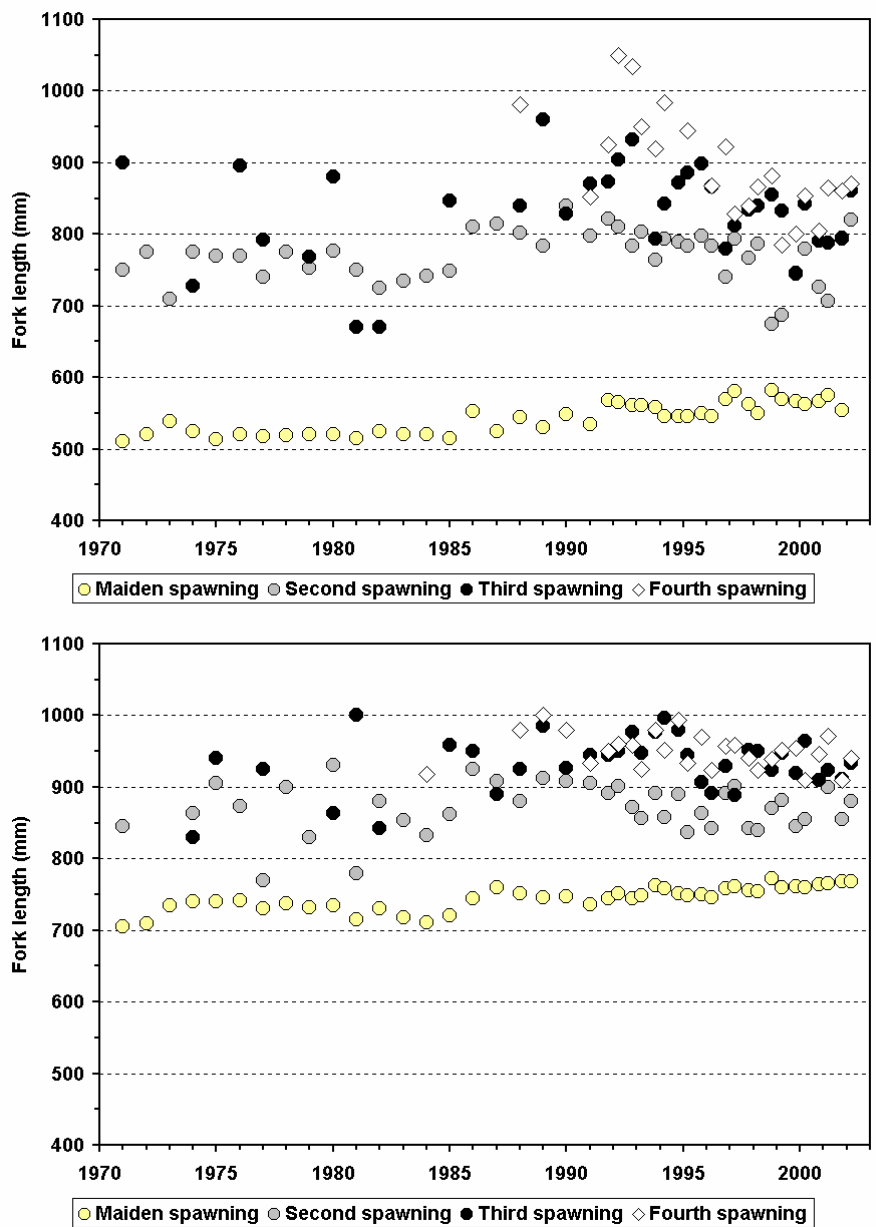 1100
1000
900
800
700
600
500
400
Fork length (mm)
1970 1975 1980 1985 1990 1995 2000
Maiden spawning Second spawning Third spawning Fourth spawning
1100
1000
900
800
700
600
500
400
Fork length (mm)
1970 1975 1980 1985 1990 1995 2000
Maiden spawning Second spawning Third spawning Fourth spawning